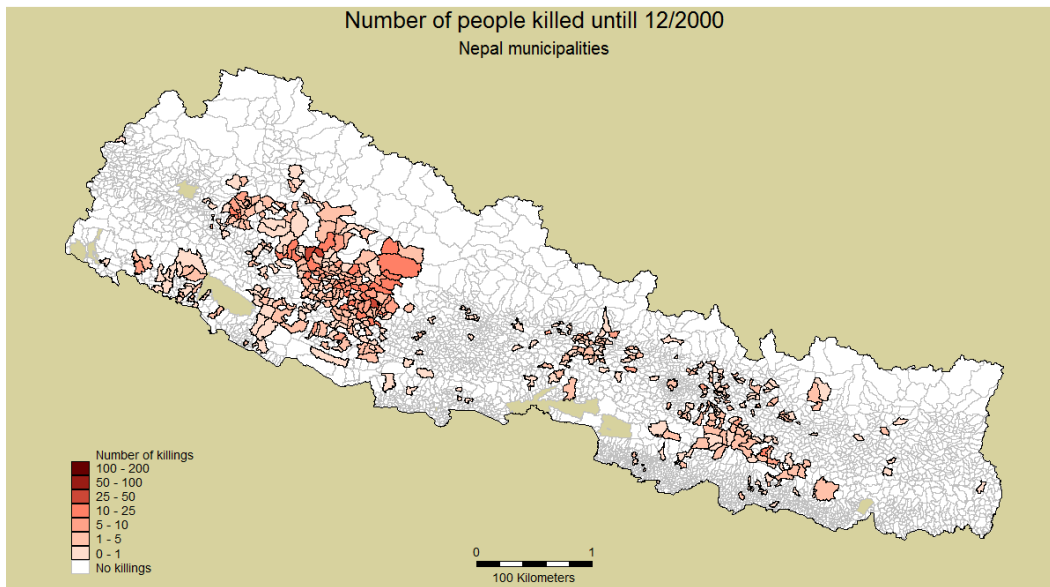 Number of people killed untill 12/2000
Nepal municipalities
Number of killings
100 - 200
50 - 100
25 - 50
10 - 25
5 - 10
1 - 5
0 - 1
No killings
0 1
100 Kilometers